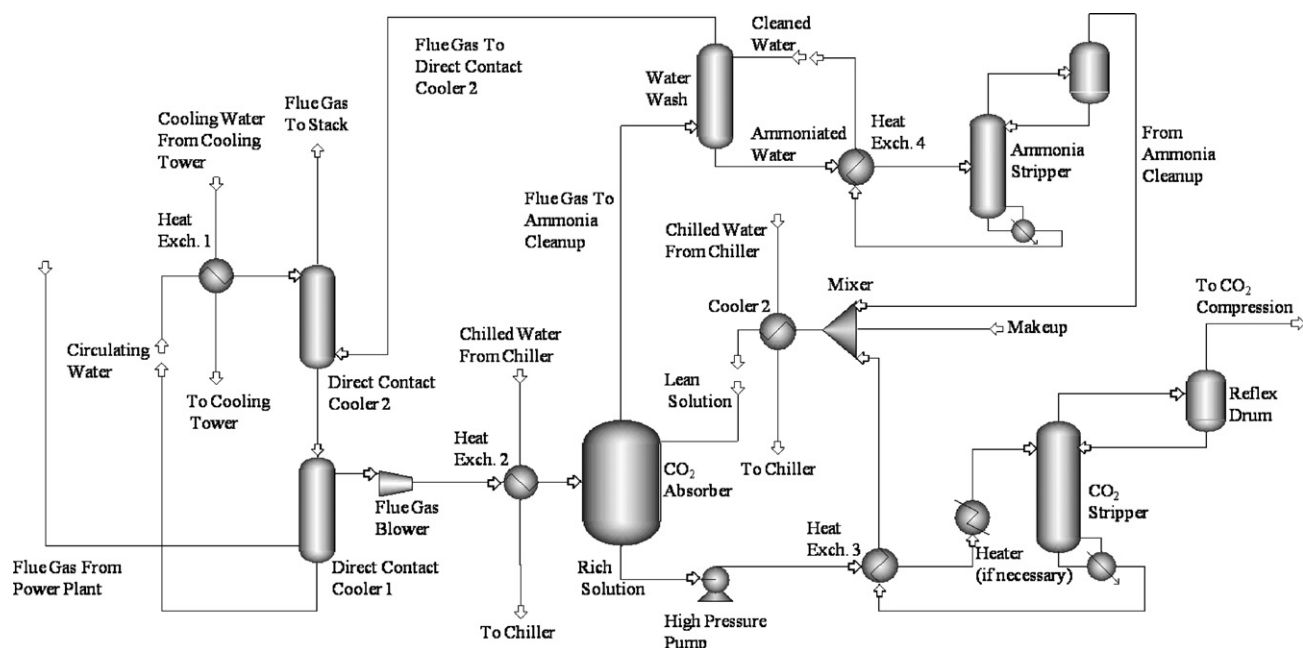 Flue Gas To
Direct Contact
Cooler 2
Cleaned
Water
Water
Wash
Ammoniated
Water
Heat
Exch. 4
Ammonia
Stripper
From
Ammonia
Cleanup
Cooling Water
From Cooling
Tower
Flue Gas
To Stack
Heat
Exch. 1
Flue Gas To
Ammonia
Cleanup
Chilled Water
From Chiller
Cooler 2
Mixer
Makeup
To CO₂
Compression
Circulating
Water
To Cooling
Tower
Direct Contact
Cooler 2
Chilled Water
From Chiller
Lean
Solution
To Chiller
Reflex
Drum
Heat
Exch. 2
CO₂
Absorber
CO₂
Stripper
Flue Gas
Blower
Flue Gas From
Power Plant
Direct Contact
Cooler 1
Rich
Solution
Heat
Exch. 3
Heater
(if necessary)
To Chiller
High Pressure
Pump